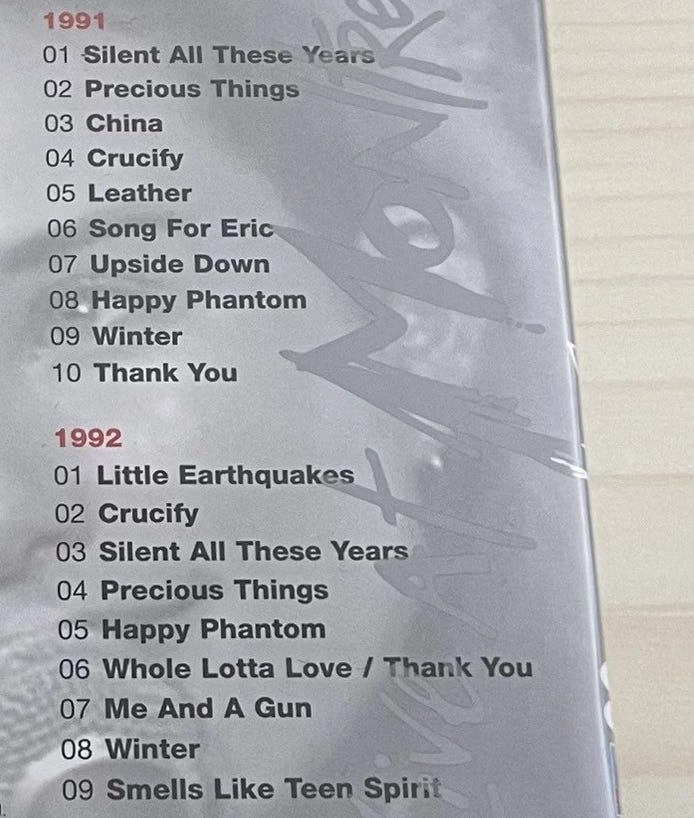 1991
01 Silent All These Years
02 Precious Things
03 China
04 Crucify
05 Leather
06 Song For Eric
07 Upside Down
08 Happy Phantom
09 Winter
10 Thank You
1992
01 Little Earthquakes
02 Crucify
03 Silent All These Years
04 Precious Things
05 Happy Phantom
06 Whole Lotta Love / Thank You
07 Me And A Gun
08 Winter
09 Smells Like Teen Spirit
Live At Montre